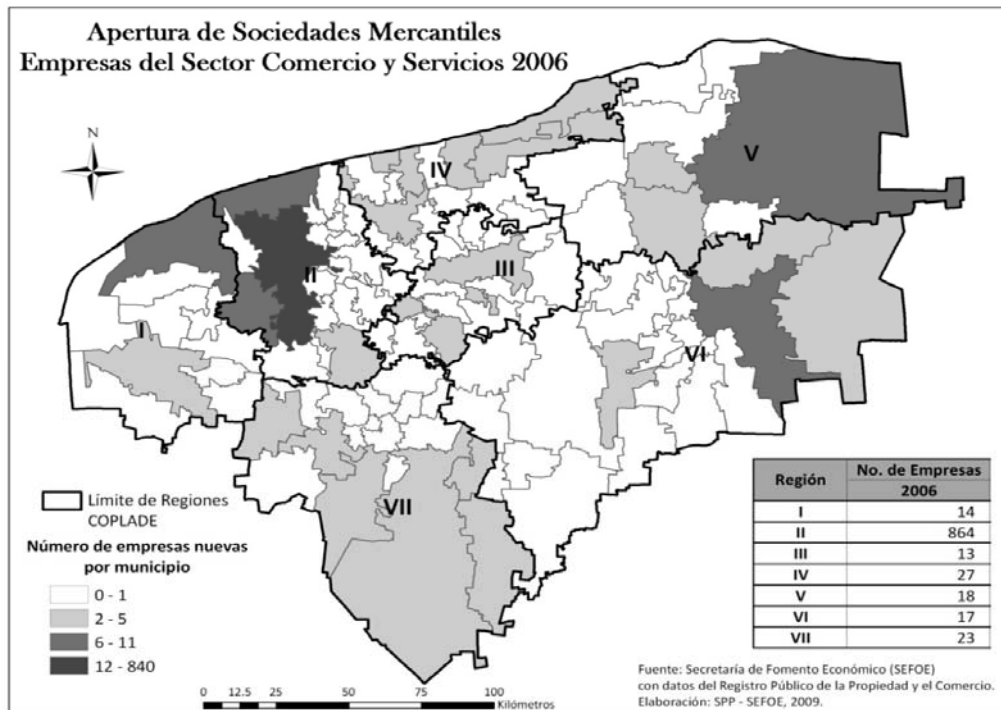 Apertura de Sociedades Mercantiles
Empresas del Sector Comercio y Servicios 2006
N
V
IV
III
II
I
VI
VII
Límite de Regiones
COPLADE
Número de empresas nuevas
por municipio
0 - 1
2 - 5
6 - 11
12 - 840
0 12.5 25 50 75 100
Kilómetros
Región No. de Empresas
2006
I 14
II 864
III 13
IV 27
V 18
VI 17
VII 23
Fuente: Secretaría de Fomento Económico (SEFOE)
con datos del Registro Público de la Propiedad y el Comercio.
Elaboración: SPP - SEFOE, 2009.